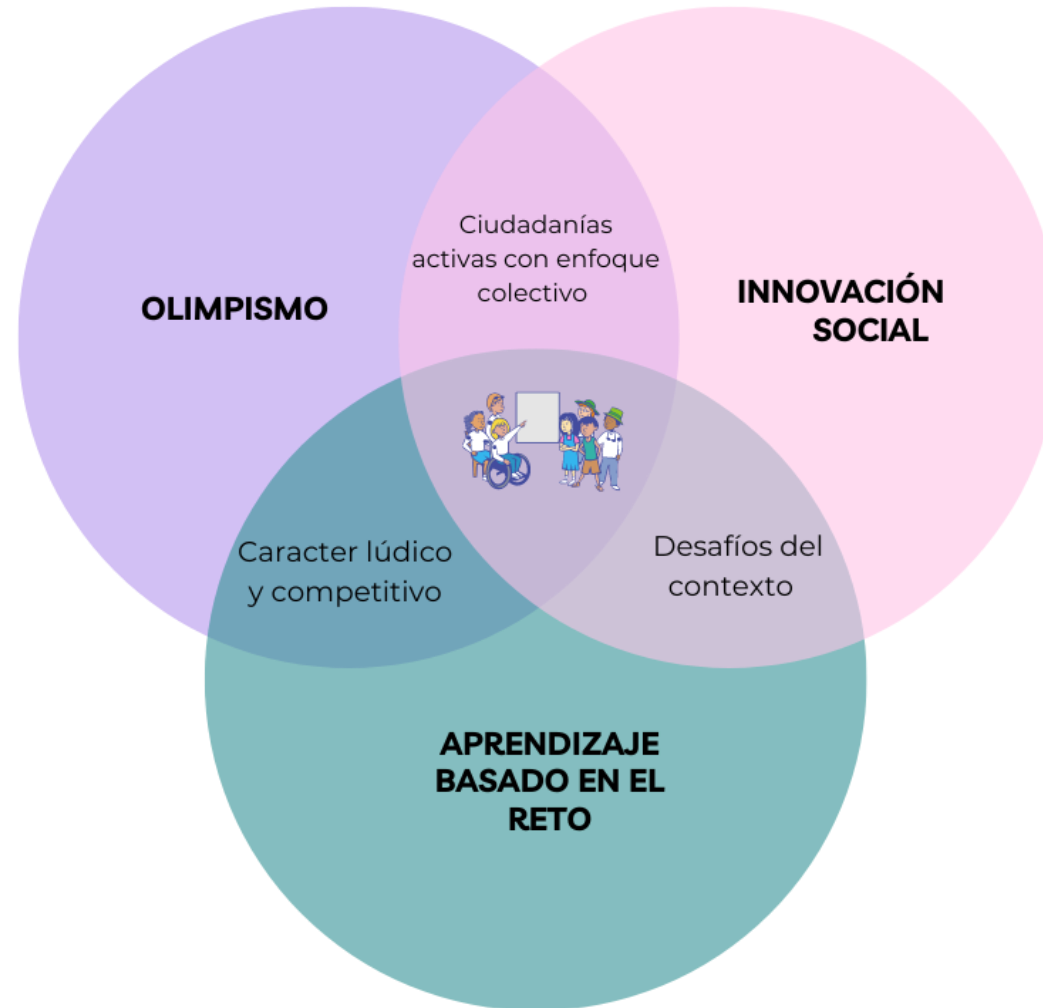 Ciudadanías
activas con enfoque
colectivo
OLIMPISMO
INNOVACIÓN
SOCIAL
Caracter lúdico
y competitivo
Desafíos del
contexto
APRENDIZAJE
BASADO EN EL
RETO